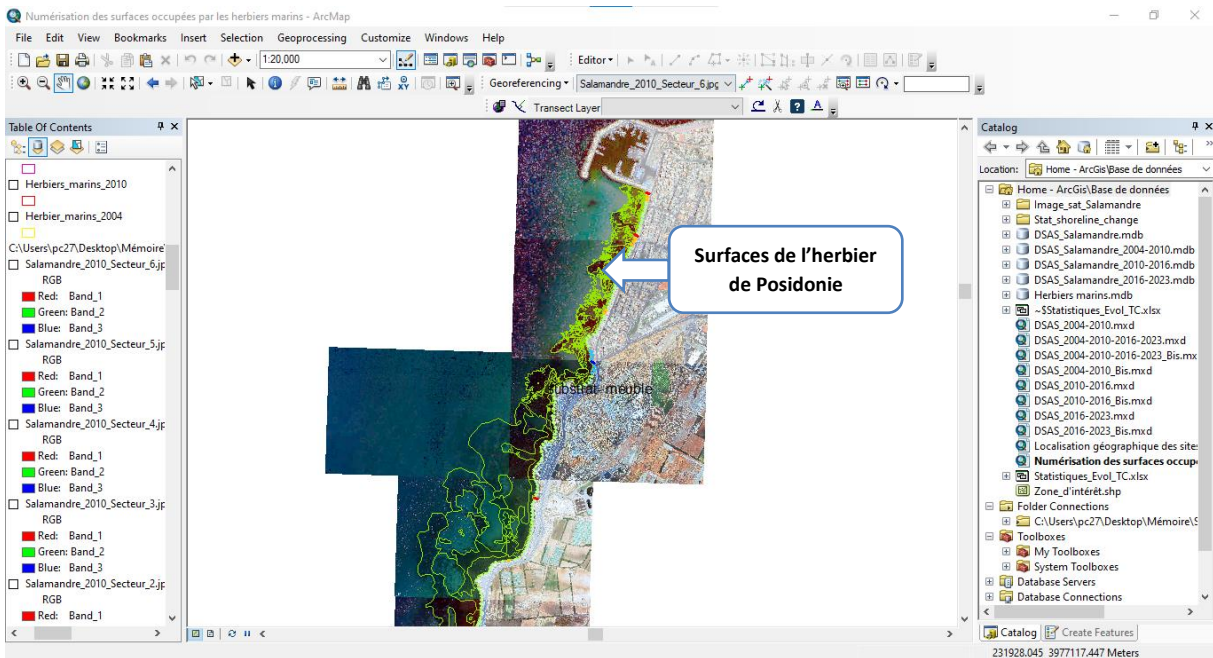 Numérisation des surfaces occupées par les herbiers marins - ArcMap
File Edit View Bookmarks Insert Selection Geoprocessing Customize Windows Help
1:20,000
Editor
Georeferencing Salamandre_2010_Secteur_6.jpg
Transect Layer
Table Of Contents
Herbiers_marins_2010
Herbier_marins_2004
C:\Users\pc27\Desktop\Mémoire
Salamandre_2010_Secteur_6.jp
RGB
Red: Band_1
Green: Band_2
Blue: Band_3
Salamandre_2010_Secteur_5.jp
RGB
Red: Band_1
Green: Band_2
Blue: Band_3
Salamandre_2010_Secteur_4.jp
RGB
Red: Band_1
Green: Band_2
Blue: Band_3
Salamandre_2010_Secteur_3.jp
RGB
Red: Band_1
Green: Band_2
Blue: Band_3
Salamandre_2010_Secteur_2.jp
RGB
Red: Band_1
Surfaces de l’herbier
de Posidonie
substrat meuble
Catalog
Location: Home - ArcGis\Base de données
Home - ArcGis\Base de données
Image_sat_Salamandre
Stat_shoreline_change
DSAS_Salamandre.mdb
DSAS_Salamandre_2004-2010.mdb
DSAS_Salamandre_2010-2016.mdb
DSAS_Salamandre_2016-2023.mdb
Herbiers marins.mdb
~$Statistiques_Evol_TC.xlsx
DSAS_2004-2010.mxd
DSAS_2004-2010-2016-2023.mxd
DSAS_2004-2010-2016-2023_Bis.mx
DSAS_2004-2010_Bis.mxd
DSAS_2010-2016.mxd
DSAS_2010-2016_Bis.mxd
DSAS_2016-2023.mxd
DSAS_2016-2023_Bis.mxd
Localisation géographique des site
Numérisation des surfaces occup
Statistiques_Evol_TC.xlsx
Zone_d'intérêt.shp
Folder Connections
C:\Users\pc27\Desktop\Mémoire\S
Toolboxes
My Toolboxes
System Toolboxes
Database Servers
Database Connections
Catalog Create Features
231928.045 3977117.447 Meters